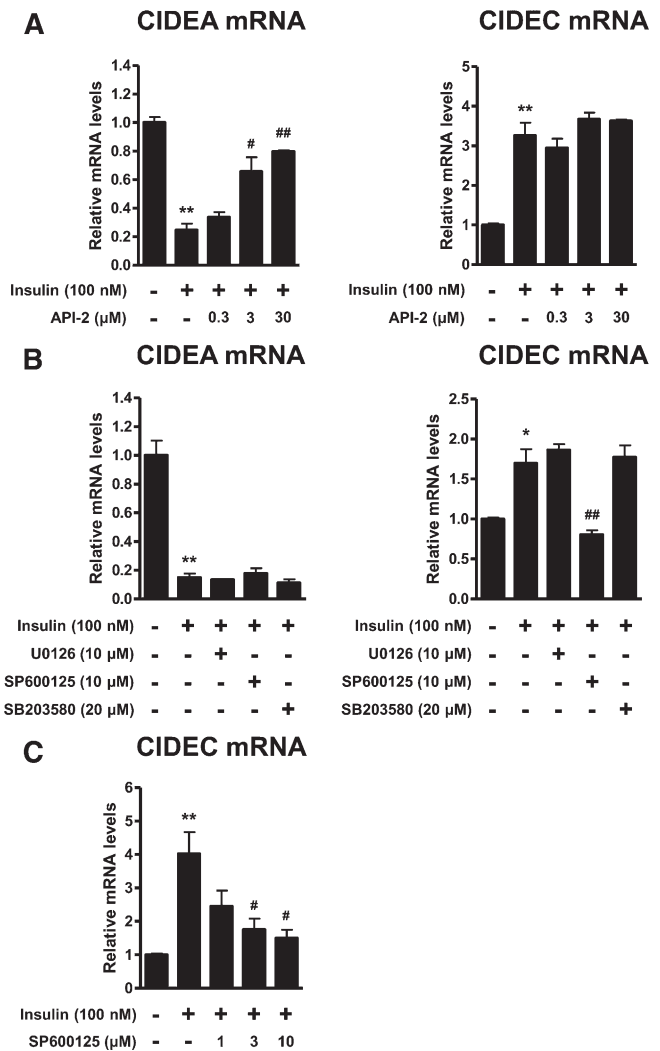 A
CIDEA mRNA
Relative mRNA levels
1.4
1.2
1.0
0.8
0.6
0.4
0.2
0.0
**
#
##
Insulin (100 nM) - + + + +
API-2 (μM) - - 0.3 3 30
CIDEC mRNA
Relative mRNA levels
5
4
3
2
1
0
**
Insulin (100 nM) - + + + +
API-2 (μM) - - 0.3 3 30
B
CIDEA mRNA
Relative mRNA levels
1.4
1.2
1.0
0.8
0.6
0.4
0.2
0.0
**
Insulin (100 nM) - + + + +
U0126 (10 μM) - - + - -
SP600125 (10 μM) - - - + -
SB203580 (20 μM) - - - - +
CIDEC mRNA
Relative mRNA levels
2.5
2.0
1.5
1.0
0.5
0.0
*
##
Insulin (100 nM) - + + + +
U0126 (10 μM) - - + - -
SP600125 (10 μM) - - - + -
SB203580 (20 μM) - - - - +
C
CIDEC mRNA
Relative mRNA levels
6
5
4
3
2
1
0
**
#
#
Insulin (100 nM) - + + + +
SP600125 (μM) - - 1 3 10